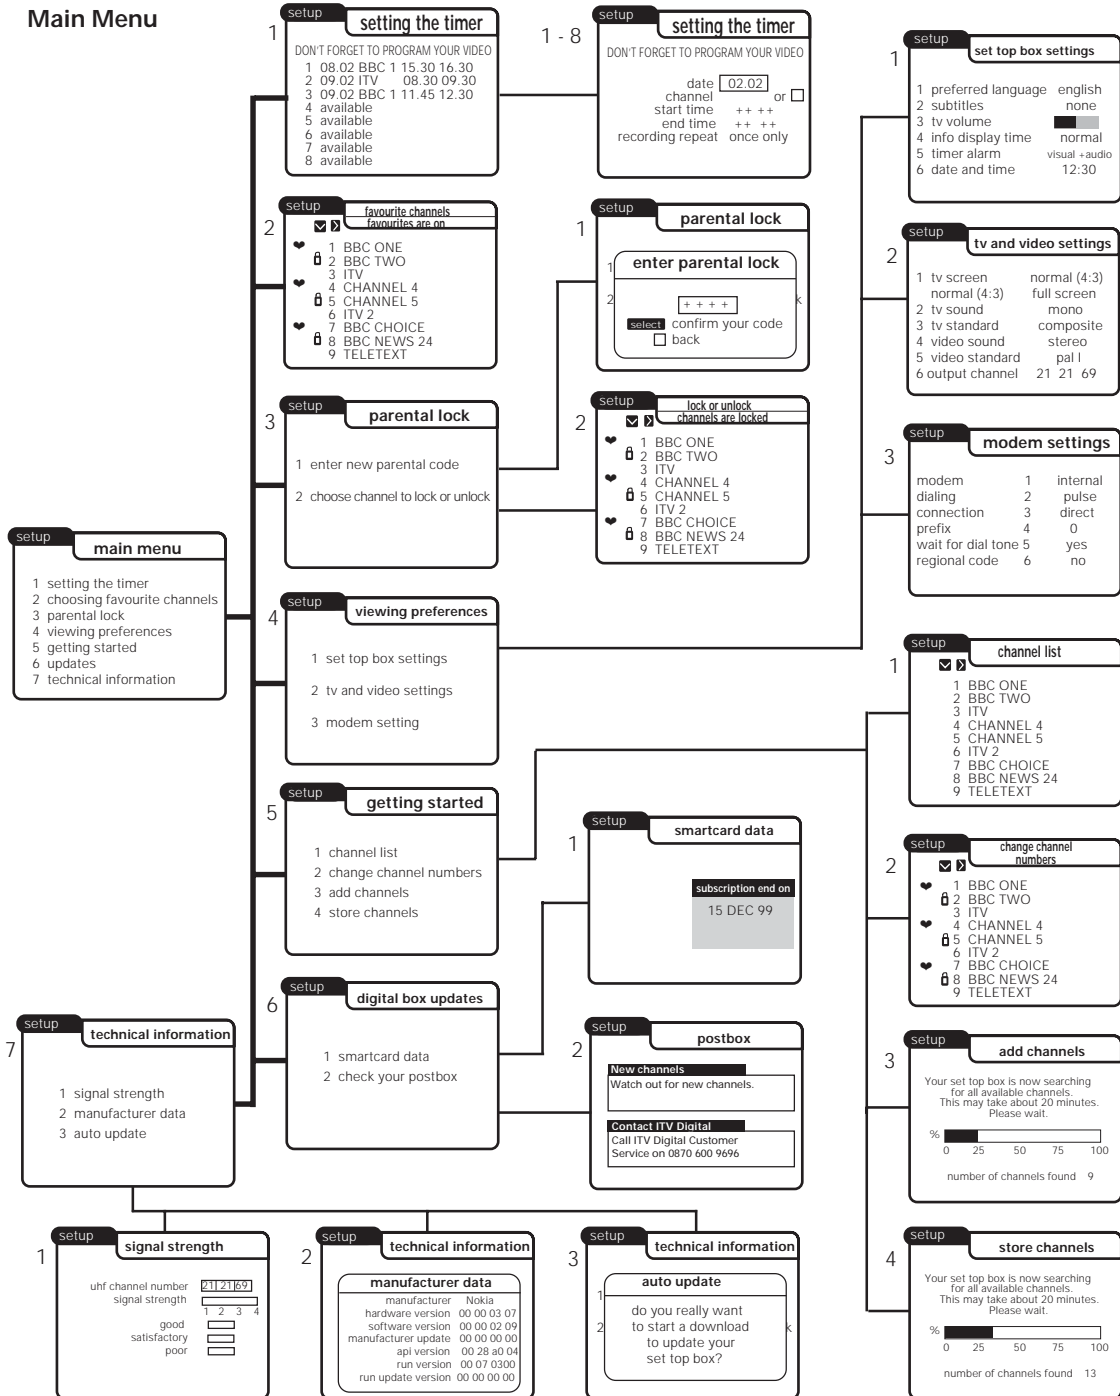 Main Menu
setup
main menu
1 setting the timer
2 choosing favourite channels
3 parental lock
4 viewing preferences
5 getting started
6 updates
7 technical information
1
setup
setting the timer
DON'T FORGET TO PROGRAM YOUR VIDEO
1 08.02 BBC 1 15.30 16.30
2 09.02 ITV 08.30 09.30
3 09.02 BBC 1 11.45 12.30
4 available
5 available
6 available
7 available
8 available
1 - 8
setup
setting the timer
DON'T FORGET TO PROGRAM YOUR VIDEO
date 02.02
channel or
start time ++ ++
end time ++ ++
recording repeat once only
2
setup
favourite channels
favourites are on
1 BBC ONE
2 BBC TWO
3 ITV
4 CHANNEL 4
5 CHANNEL 5
6 ITV 2
7 BBC CHOICE
8 BBC NEWS 24
9 TELETEXT
3
setup
parental lock
1 enter new parental code
2 choose channel to lock or unlock
1
setup
parental lock
1
enter parental lock
2 + + + + k
select confirm your code
back
2
setup
lock or unlock
channels are locked
1 BBC ONE
2 BBC TWO
3 ITV
4 CHANNEL 4
5 CHANNEL 5
6 ITV 2
7 BBC CHOICE
8 BBC NEWS 24
9 TELETEXT
4
setup
viewing preferences
1 set top box settings
2 tv and video settings
3 modem setting
1
setup
set top box settings
1 preferred language english
2 subtitles none
3 tv volume
4 info display time normal
5 timer alarm visual +audio
6 date and time 12:30
2
setup
tv and video settings
1 tv screen normal (4:3)
normal (4:3) full screen
2 tv sound mono
3 tv standard composite
4 video sound stereo
5 video standard pal I
6 output channel 21 21 69
3
setup
modem settings
modem 1 internal
dialing 2 pulse
connection 3 direct
prefix 4 0
wait for dial tone 5 yes
regional code 6 no
5
setup
getting started
1 channel list
2 change channel numbers
3 add channels
4 store channels
1
setup
channel list
1 BBC ONE
2 BBC TWO
3 ITV
4 CHANNEL 4
5 CHANNEL 5
6 ITV 2
7 BBC CHOICE
8 BBC NEWS 24
9 TELETEXT
2
setup
change channel
numbers
1 BBC ONE
2 BBC TWO
3 ITV
4 CHANNEL 4
5 CHANNEL 5
6 ITV 2
7 BBC CHOICE
8 BBC NEWS 24
9 TELETEXT
3
setup
add channels
Your set top box is now searching
for all available channels.
This may take about 20 minutes.
Please wait.
%
0 25 50 75 100
number of channels found 9
4
setup
store channels
Your set top box is now searching
for all available channels.
This may take about 20 minutes.
Please wait.
%
0 25 50 75 100
number of channels found 13
6
setup
digital box updates
1 smartcard data
2 check your postbox
1
setup
smartcard data
subscription end on
15 DEC 99
2
setup
postbox
New channels
Watch out for new channels.
Contact ITV Digital
Call ITV Digital Customer
Service on 0870 600 9696
7
setup
technical information
1 signal strength
2 manufacturer data
3 auto update
1
setup
signal strength
uhf channel number 21 21 69
signal strength
1 2 3 4
good
satisfactory
poor
2
setup
technical information
manufacturer data
manufacturer Nokia
hardware version 00 00 03 07
software version 00 00 02 09
manufacturer update 00 00 00 00
api version 00 28 a0 04
run version 00 07 0300
run update version 00 00 00 00
3
setup
technical information
auto update
1
do you really want
2 to start a download k
to update your
set top box?